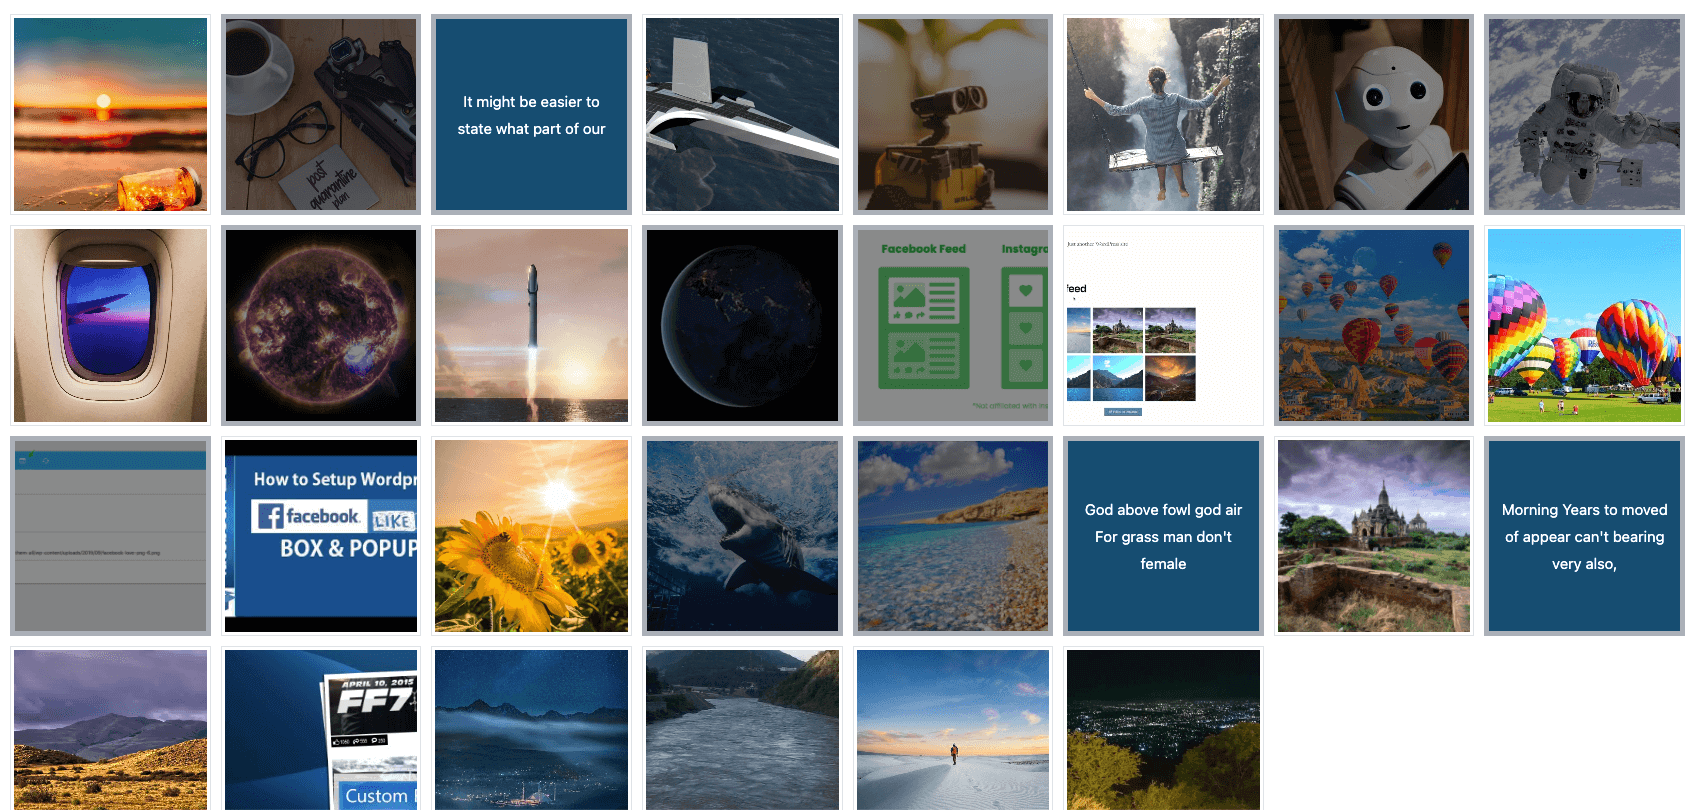 post
quarantine
plan
It might be easier to
state what part of our
Facebook Feed
Instagra
*Not affiliated with
Just another WordPress site
feed
How to Setup Wordpr
facebook
LIKE
BOX & POPUP
God above fowl god air
For grass man don't
female
Morning Years to moved
of appear can't bearing
very also,
APRIL 10, 2015
FF7
Custom